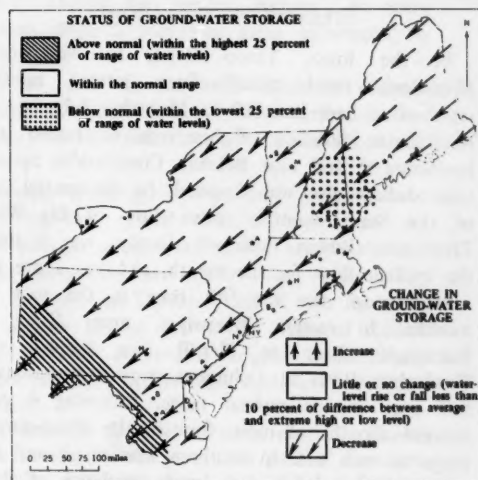 STATUS OF GROUND-WATER STORAGE
Above normal (within the highest 25 percent
of range of water levels)
Within the normal range
Below normal (within the lowest 25 percent
of range of water levels)
N
CHANGE IN
GROUND-WATER
STORAGE
Increase
Little or no change (water-
level rise or fall less than
10 percent of difference between average
and extreme high or low level)
Decrease
0 25 50 75 100 miles